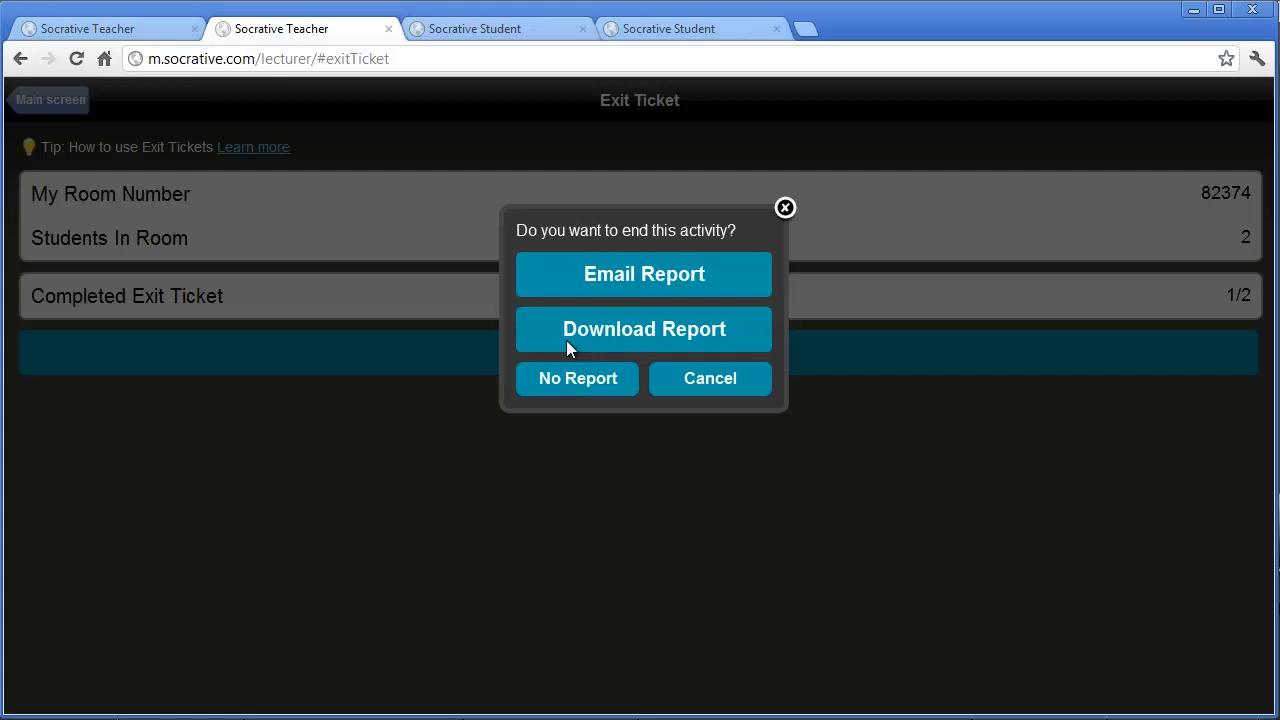 Socrative Teacher
Socrative Teacher
Socrative Student
Socrative Student
m.socrative.com/lecturer/#exitTicket
Main screen
Exit Ticket
Tip: How to use Exit Tickets Learn more
My Room Number 82374
Students In Room 2
Completed Exit Ticket 1/2
Do you want to end this activity?
Email Report
Download Report
No Report
Cancel